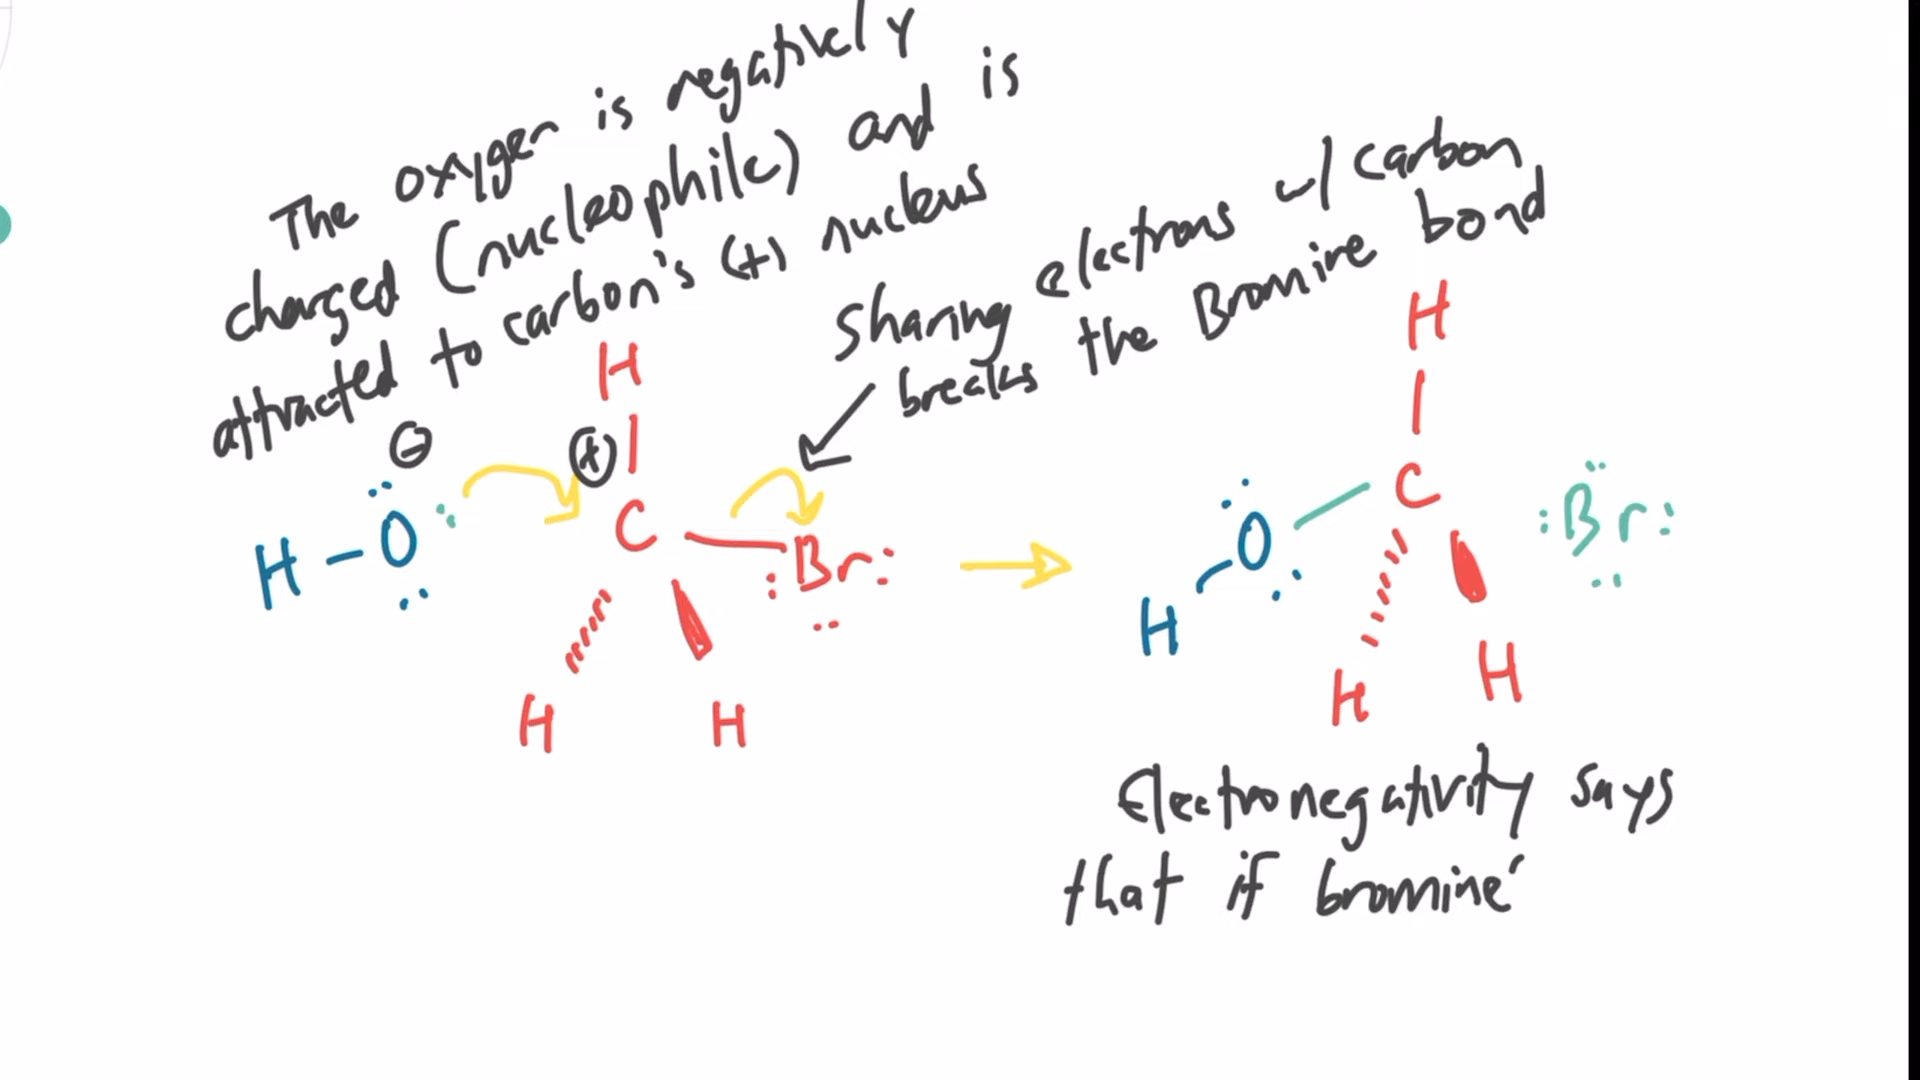 The oxygen is negatively
charged (nucleophile) and is
attracted to carbon's (+) nucleus
Sharing electrons w/ carbon
breaks the Bromine bond
H
⊖ ⊕
H - O : C Br :
H H
H
C
O : Br :
H
H H
Electronegativity says
that if bromine'